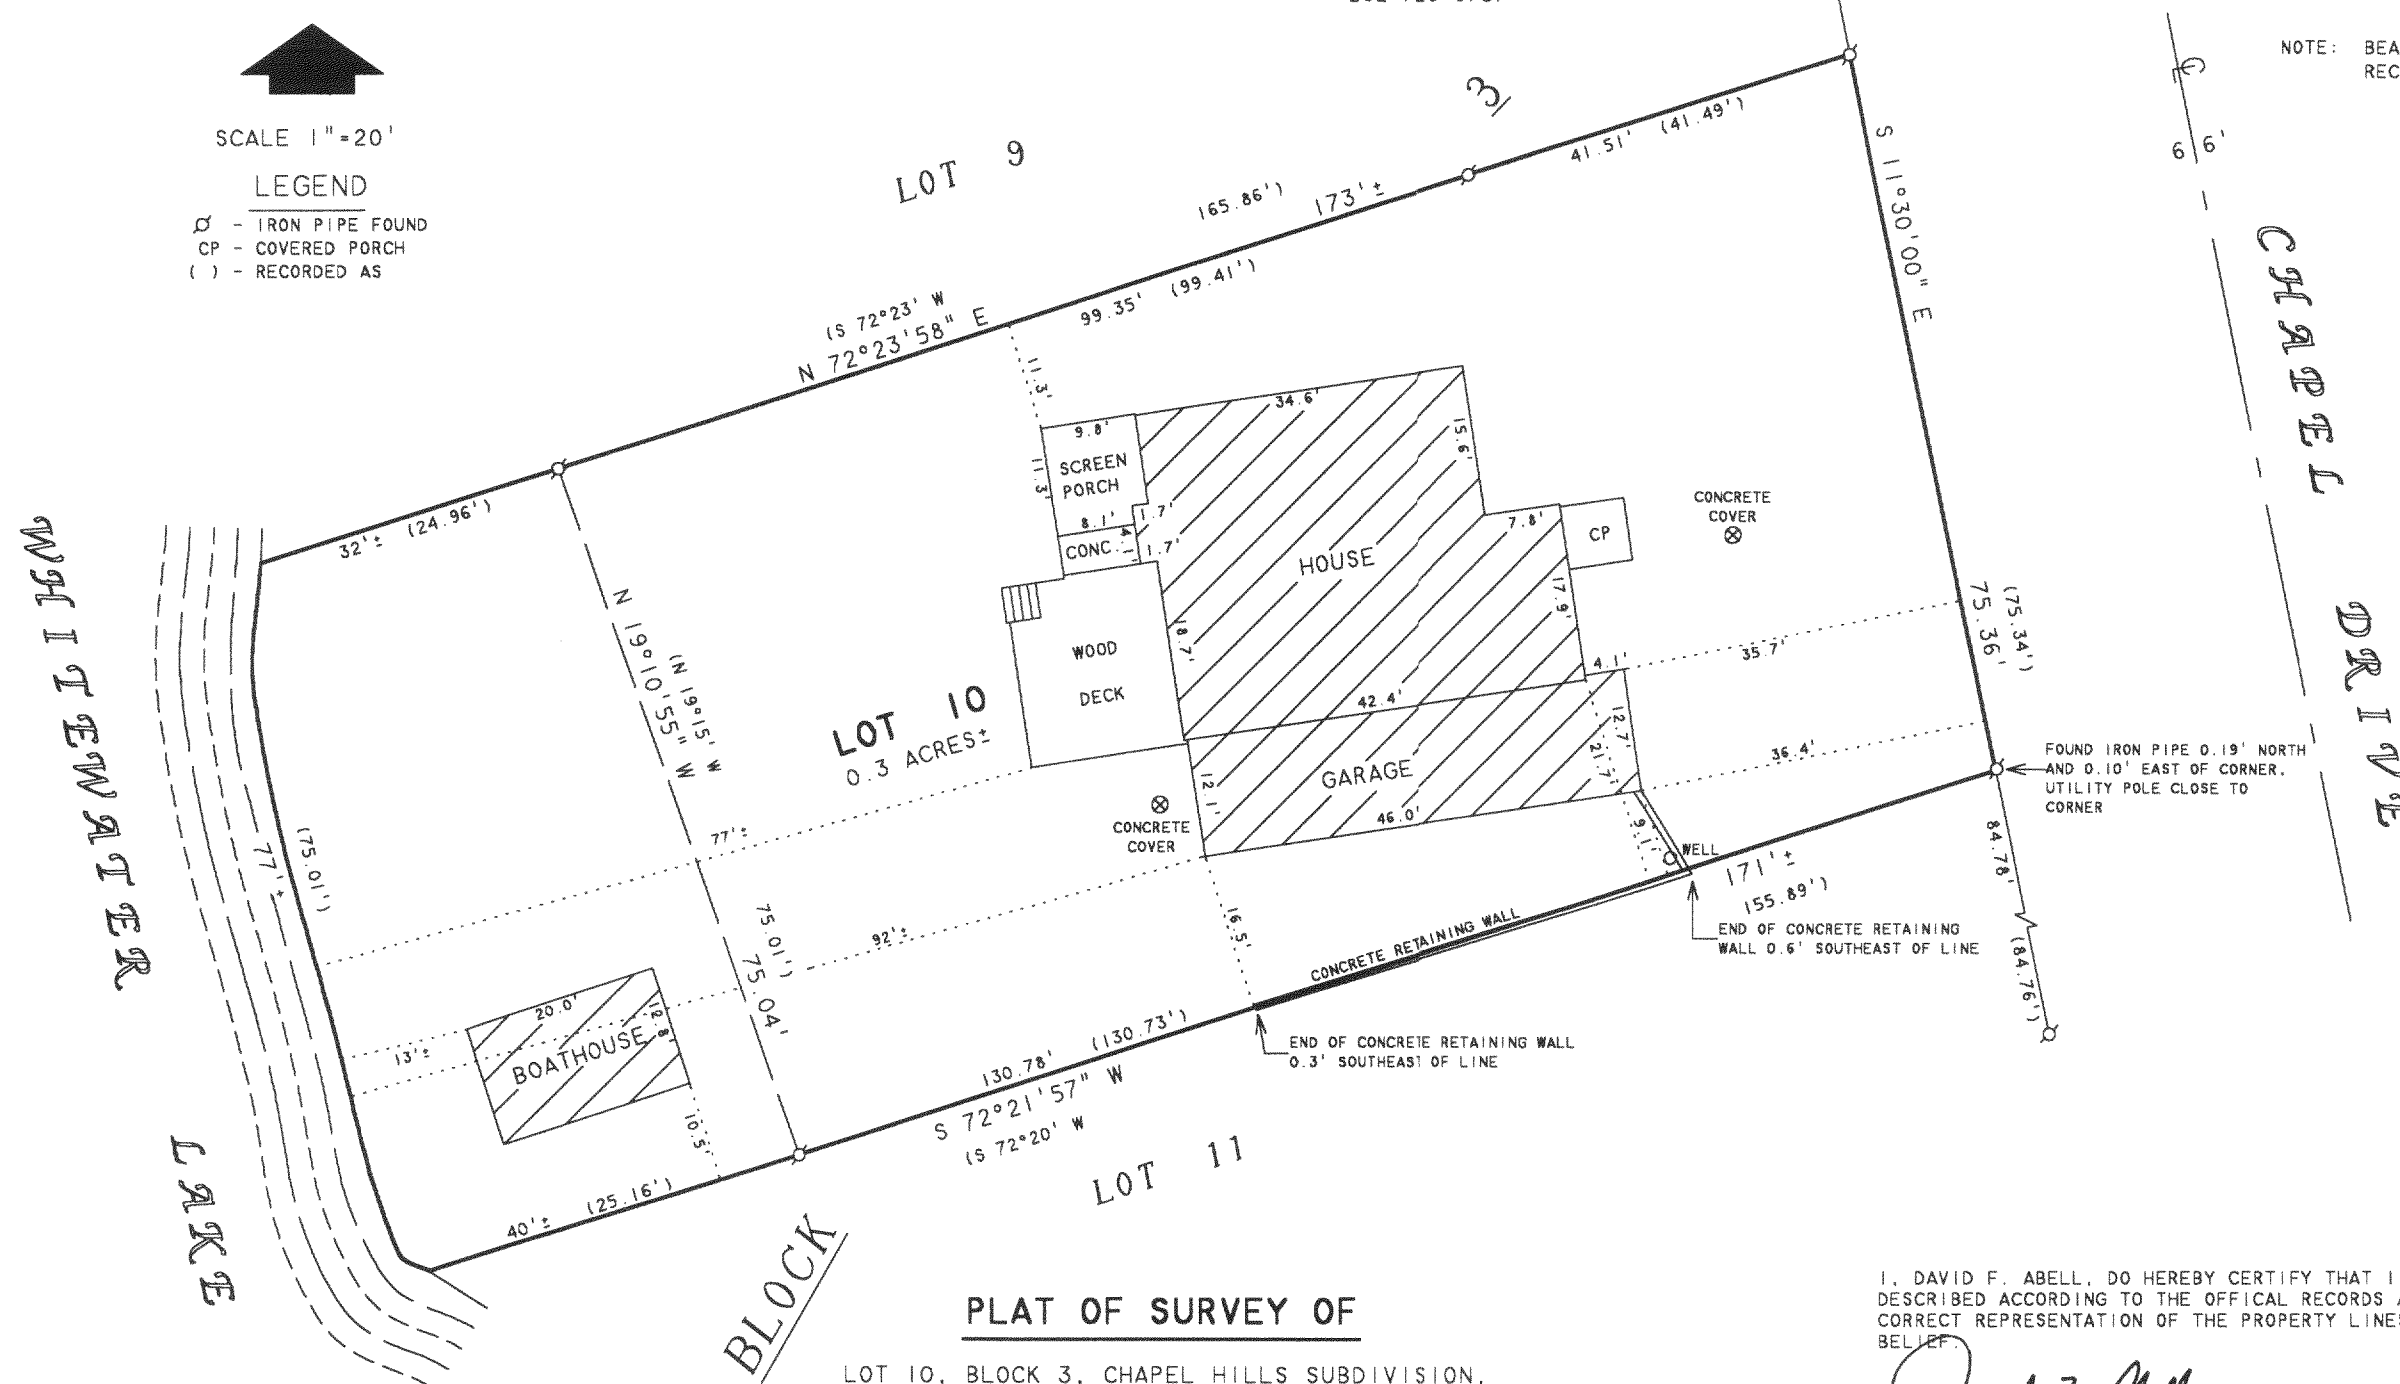 NOTE: BEA
REC
SCALE 1"=20'
LEGEND
- IRON PIPE FOUND
CP - COVERED PORCH
( ) - RECORDED AS
LOT 9
3
(41.49')
41.51'
165.86')
173'±
(99.41')
99.35'
(S 72°23' W
N 72°23'58" E
(24.96')
32'±
S 11°30'00" E
66'
CHAPEL DRIVE
11.3'
34.6'
9.8'
15.6'
SCREEN
PORCH
11.3'
1.7'
8.1'
4.1'
CONC.
1.7'
7.8'
CP
CONCRETE
COVER
HOUSE
17.9'
WOOD
DECK
18.7'
4.1'
35.7'
75.36'
(75.34')
42.4'
12.7'
21.7'
36.4'
GARAGE
12.1'
46.0'
N 19°10'55" W
(N 19°15' W
LOT 10
0.3 ACRES±
77'±
CONCRETE
COVER
9.1'
WELL
FOUND IRON PIPE 0.19' NORTH
AND 0.10' EAST OF CORNER.
UTILITY POLE CLOSE TO
CORNER
84.78'
(84.76')
171'±
155.89')
WHITEWATER LAKE
77'±
(75.01')
92'±
75.01')
75.04'
16.5'
CONCRETE RETAINING WALL
END OF CONCRETE RETAINING
WALL 0.6' SOUTHEAST OF LINE
20.0'
12.8'
13'±
BOATHOUSE
10.5'
END OF CONCRETE RETAINING WALL
0.3' SOUTHEAST OF LINE
(130.73')
130.78'
S 72°21'57" W
(S 72°20' W
(25.16')
40'±
LOT 11
BLOCK
PLAT OF SURVEY OF
LOT 10, BLOCK 3, CHAPEL HILLS SUBDIVISION,
I, DAVID F. ABELL, DO HEREBY CERTIFY THAT I
DESCRIBED ACCORDING TO THE OFFICAL RECORDS
CORRECT REPRESENTATION OF THE PROPERTY LINES
BELIEF.